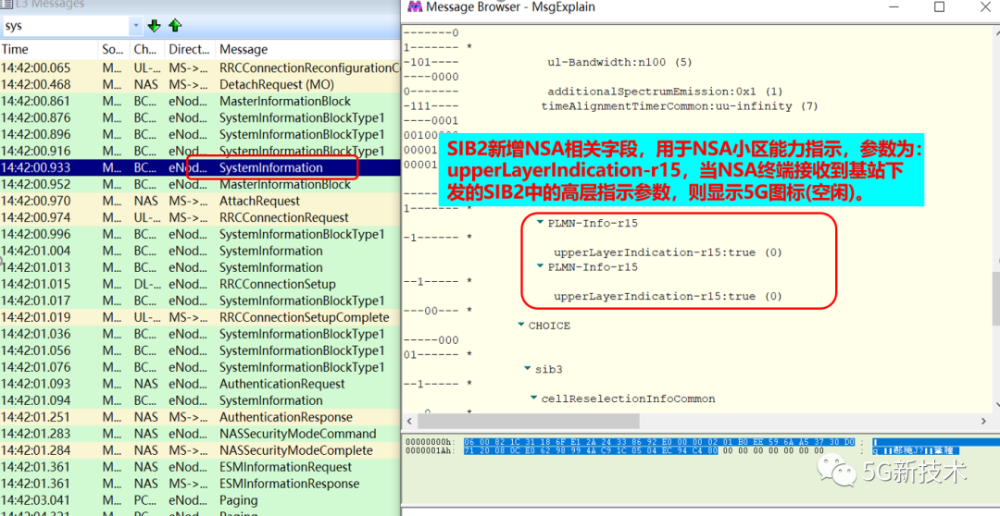 L3 Messages
sys
Time So... Ch... Direct... Message
14:42:00.065 M... UL-... MS->... RRCConnectionReconfigurationC
14:42:00.468 M... NAS MS->... DetachRequest (MO)
14:42:00.861 M... BC... eNod... MasterInformationBlock
14:42:00.876 M... BC... eNod... SystemInformationBlockType1
14:42:00.896 M... BC... eNod... SystemInformationBlockType1
14:42:00.916 M... BC... eNod... SystemInformationBlockType1
14:42:00.933 M... BC... eNod... SystemInformation
14:42:00.952 M... BC... eNod... MasterInformationBlock
14:42:00.970 M... NAS MS->... AttachRequest
14:42:00.974 M... UL-... MS->... RRCConnectionRequest
14:42:00.996 M... BC... eNod... SystemInformationBlockType1
14:42:01.004 M... BC... eNod... SystemInformation
14:42:01.013 M... BC... eNod... SystemInformation
14:42:01.015 M... DL-... eNod... RRCConnectionSetup
14:42:01.017 M... BC... eNod... SystemInformationBlockType1
14:42:01.019 M... UL-... MS->... RRCConnectionSetupComplete
14:42:01.036 M... BC... eNod... SystemInformationBlockType1
14:42:01.056 M... BC... eNod... SystemInformationBlockType1
14:42:01.076 M... BC... eNod... SystemInformationBlockType1
14:42:01.093 M... NAS eNod... AuthenticationRequest
14:42:01.094 M... BC... eNod... SystemInformation
14:42:01.251 M... NAS MS->... AuthenticationResponse
14:42:01.283 M... NAS eNod... NASSecurityModeCommand
14:42:01.284 M... NAS MS->... NASSecurityModeComplete
14:42:01.361 M... NAS eNod... ESMInformationRequest
14:42:01.361 M... NAS MS->... ESMInformationResponse
14:42:03.041 M... PC... eNod... Paging
14:42:04.321 M... PC... eNod... Paging
Message Browser - MsgExplain
-------0
1------- *
-101---- ul-Bandwidth:n100 (5)
----0000
0------- additionalSpectrumEmission:0x1 (1)
-111---- timeAlignmentTimerCommon:uu-infinity (7)
----0001
00100
00001
00001
SIB2新增NSA相关字段，用于NSA小区能力指示，参数为：
upperLayerIndication-r15，当NSA终端接收到基站下
发的SIB2中的高层指示参数，则显示5G图标(空闲)。
1------- *
PLMN-Info-r15
-1------ *
upperLayerIndication-r15:true (0)
PLMN-Info-r15
--1----- *
upperLayerIndication-r15:true (0)
---00--- *
CHOICE
-----000
01------ *
sib3
--1----- *
cellReselectionInfoCommon
00000000h: 06 00 82 1C 31 18 6F E1 2A 24 33 86 92 E0 00 00 02 01 B0 EE 59 6A A5 37 30 D0 ;
0000001Ah: 71 20 08 0C E0 62 98 99 4A C9 1C 05 04 EC 94 C4 80 00 00 00 00 00 00 00 ;
5G新技术